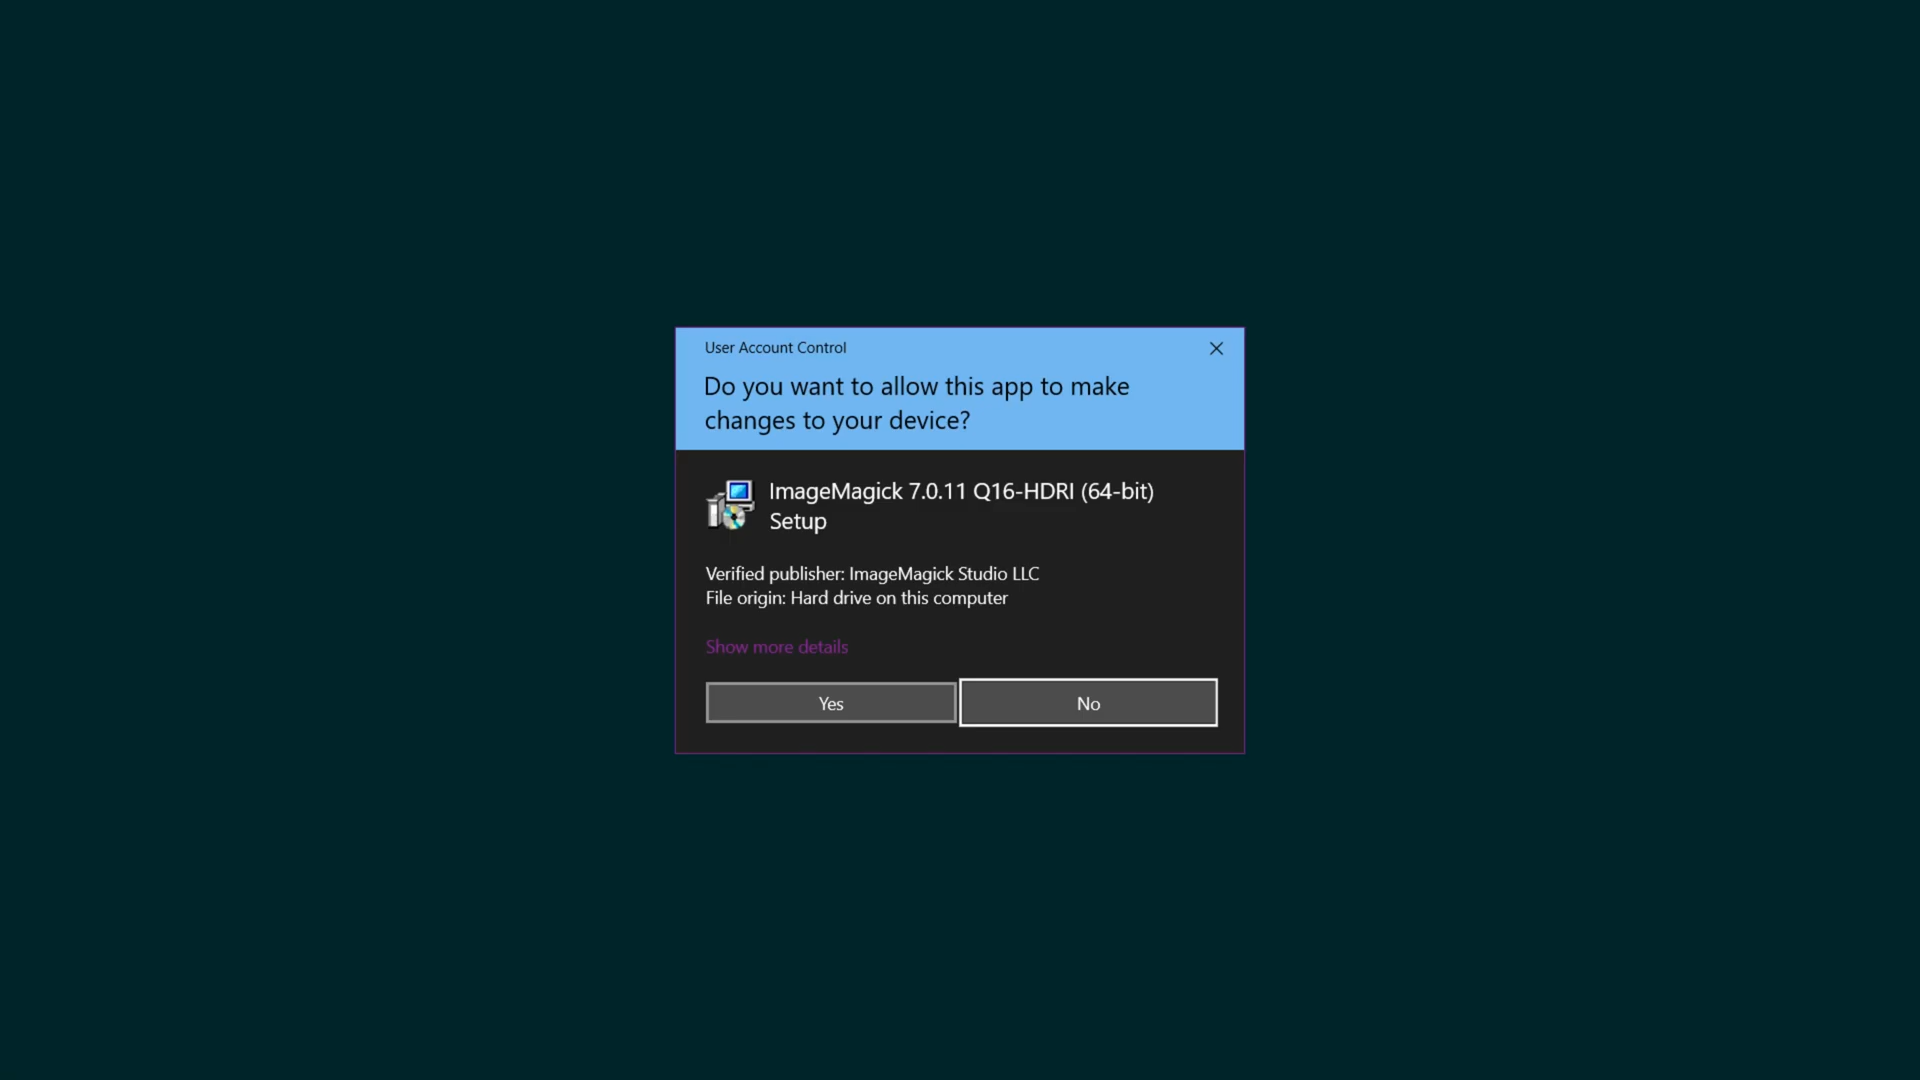 User Account Control
Do you want to allow this app to make
changes to your device?
ImageMagick 7.0.11 Q16-HDRI (64-bit)
Setup
Verified publisher: ImageMagick Studio LLC
File origin: Hard drive on this computer
Show more details
Yes
No